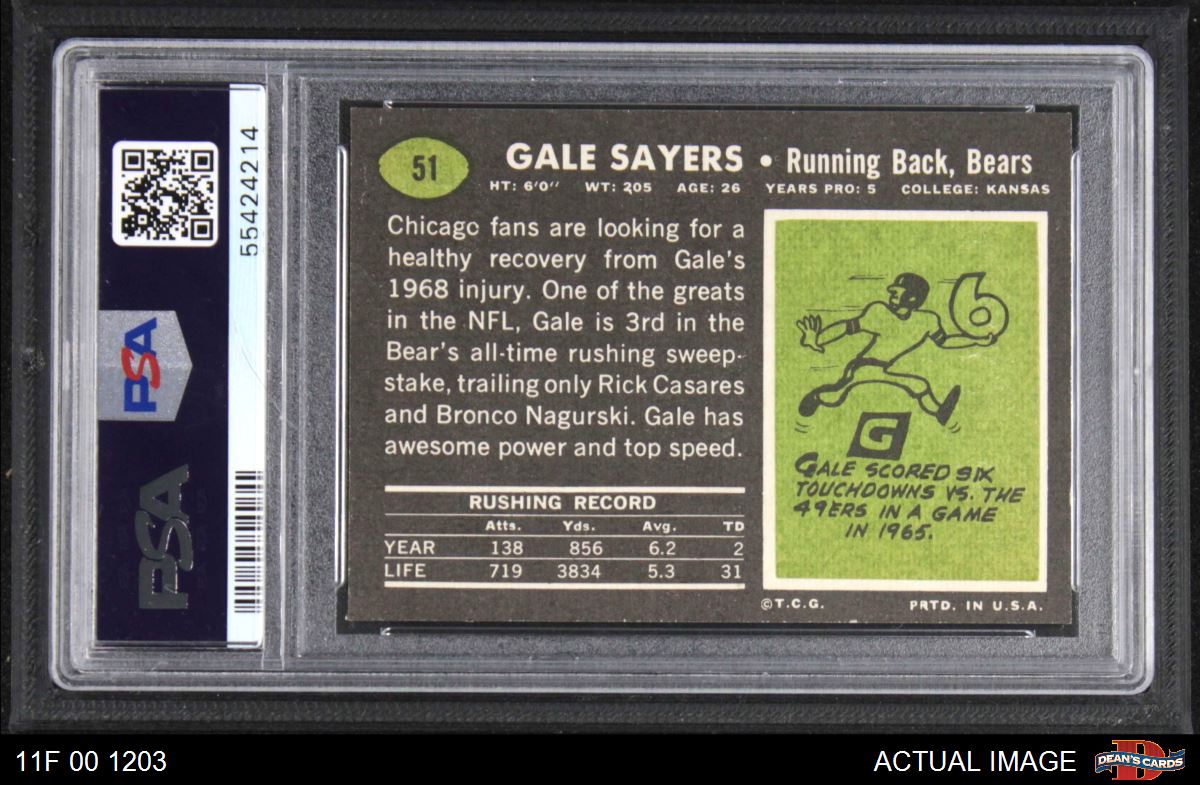 55424214
PSA
PSA
51
GALE SAYERS • Running Back, Bears
HT: 6'0'' WT: 205 AGE: 26 YEARS PRO: 5 COLLEGE: KANSAS
Chicago fans are looking for a
healthy recovery from Gale's
1968 injury. One of the greats
in the NFL, Gale is 3rd in the
Bear's all-time rushing sweep-
stake, trailing only Rick Casares
and Bronco Nagurski. Gale has
awesome power and top speed.
RUSHING RECORD
Atts. Yds. Avg. TD
YEAR 138 856 6.2 2
LIFE 719 3834 5.3 31
6
G
GALE SCORED SIX
TOUCHDOWNS VS. THE
49ERS IN A GAME
IN 1965.
©T.C.G. PRTD. IN U.S.A.
11F 00 1203
ACTUAL IMAGE
D
DEAN'S CARDS